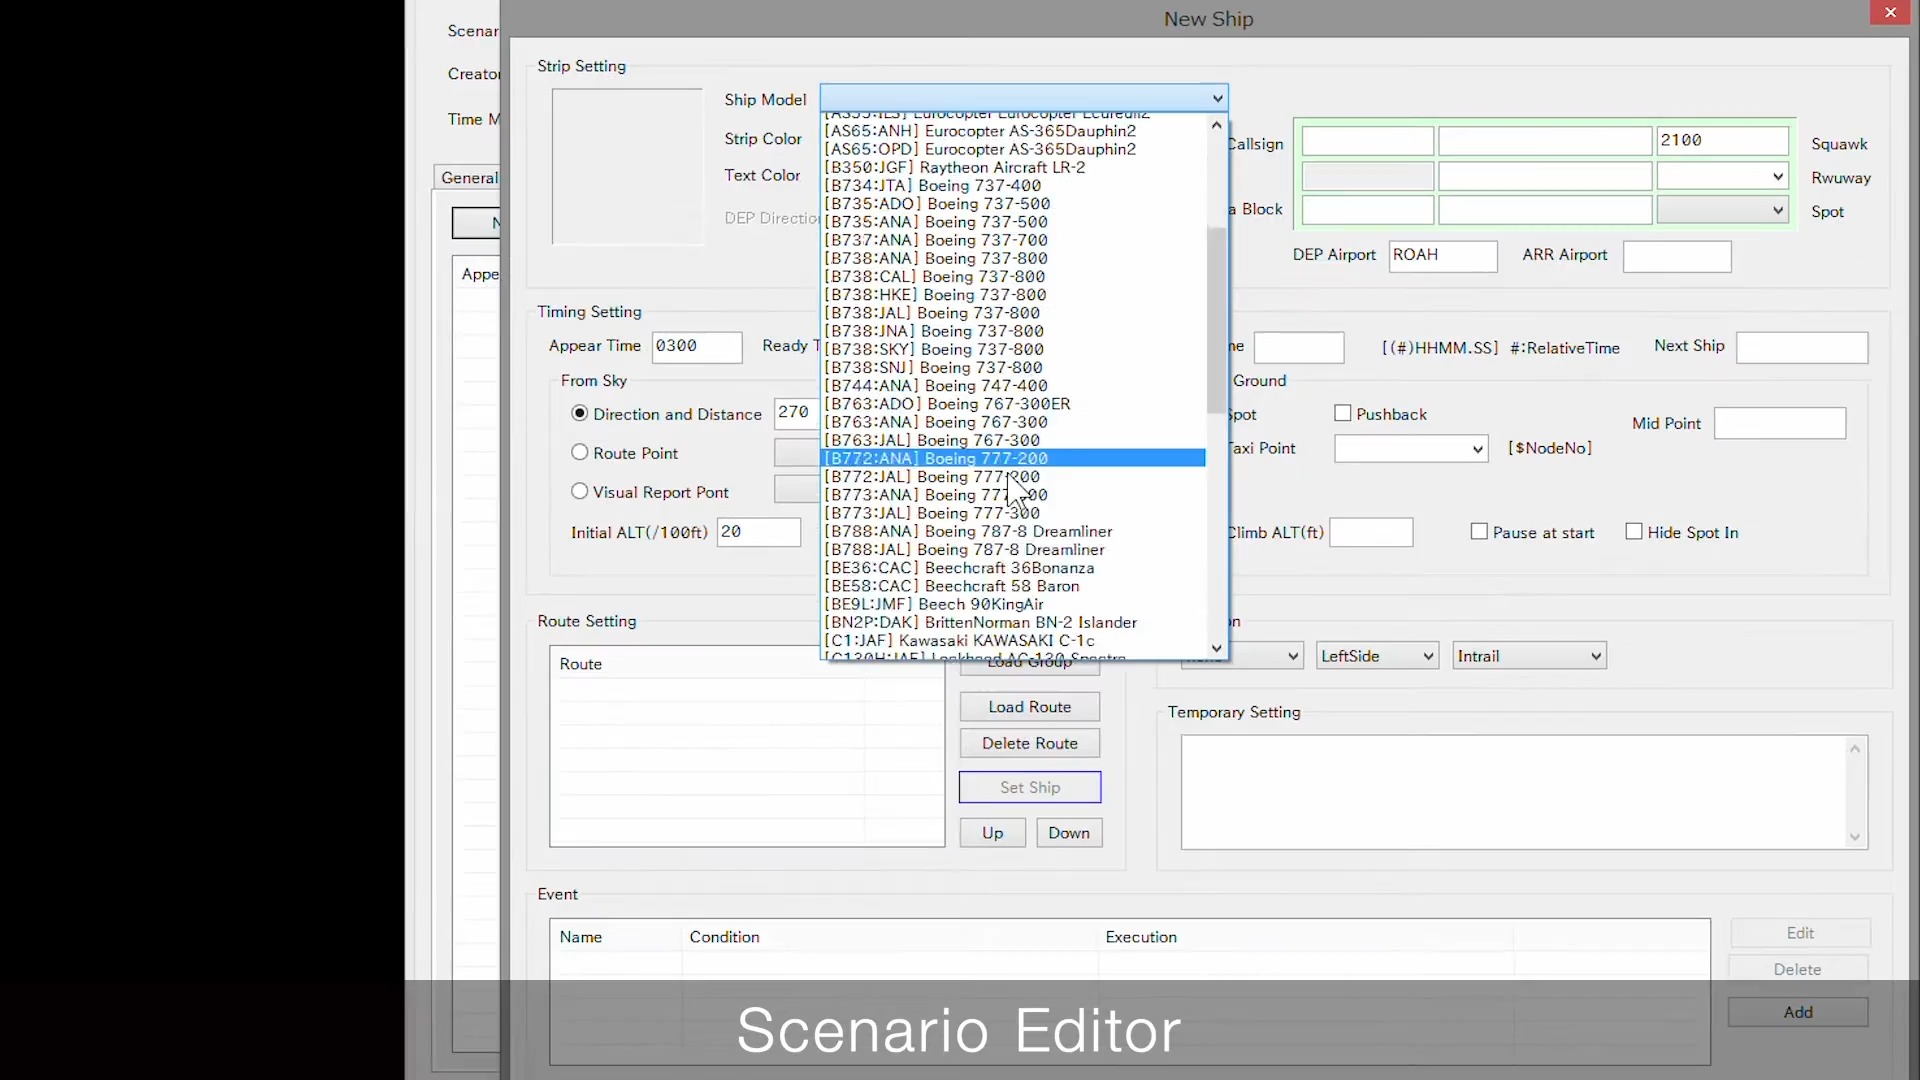 New Ship
Scenar
Creato
Time M
General
N
Appe
Strip Setting
Ship Model
Strip Color
Text Color
DEP Directio
[AS65:ANH] Eurocopter AS-365Dauphin2
[AS65:OPD] Eurocopter AS-365Dauphin2
[B350:JGF] Raytheon Aircraft LR-2
[B734:JTA] Boeing 737-400
[B735:ADO] Boeing 737-500
[B735:ANA] Boeing 737-500
[B737:ANA] Boeing 737-700
[B738:ANA] Boeing 737-800
[B738:CAL] Boeing 737-800
[B738:HKE] Boeing 737-800
[B738:JAL] Boeing 737-800
[B738:JNA] Boeing 737-800
[B738:SKY] Boeing 737-800
[B738:SNJ] Boeing 737-800
[B744:ANA] Boeing 747-400
[B763:ADO] Boeing 767-300ER
[B763:ANA] Boeing 767-300
[B763:JAL] Boeing 767-300
[B772:ANA] Boeing 777-200
[B772:JAL] Boeing 777-200
[B773:ANA] Boeing
[B773:JAL] Boeing 777-300
[B788:ANA] Boeing 787-8 Dreamliner
[B788:JAL] Boeing 787-8 Dreamliner
[BE36:CAC] Beechcraft 36Bonanza
[BE58:CAC] Beechcraft 58 Baron
[BE9L:JMF] Beech 90KingAir
[BN2P:DAK] BrittenNorman BN-2 Islander
[C1:JAF] Kawasaki KAWASAKI C-1c
Callsign 2100 Squawk
Rwuway
a Block Spot
DEP Airport ROAH ARR Airport
Timing Setting
Appear Time 0300 Ready T
me [(#)HHMM.SS] #:RelativeTime Next Ship
From Sky
Direction and Distance 270
Route Point
Visual Report Pont
Initial ALT(/100ft) 20
Ground
Spot Pushback Mid Point
Taxi Point [$NodeNo]
Climb ALT(ft) Pause at start Hide Spot In
Route Setting
Route
Load Group
Load Route
Delete Route
Set Ship
Up Down
on
LeftSide Intrail
Temporary Setting
Event
Name Condition Execution
Edit
Delete
Add
Scenario Editor